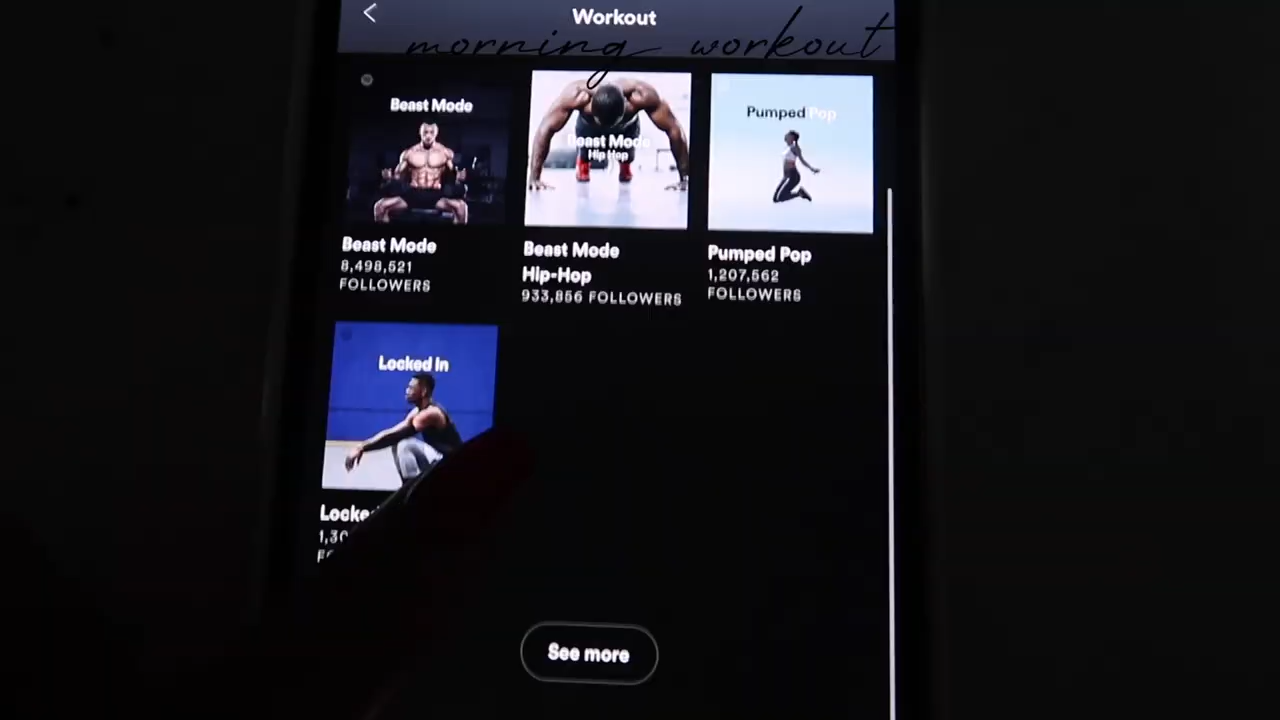 Workout
morning workout
Beast Mode
Beast Mode
Hip Hop
Pumped Pop
Beast Mode
8,498,521
FOLLOWERS
Beast Mode
Hip-Hop
933,856 FOLLOWERS
Pumped Pop
1,207,562
FOLLOWERS
Locked In
See more